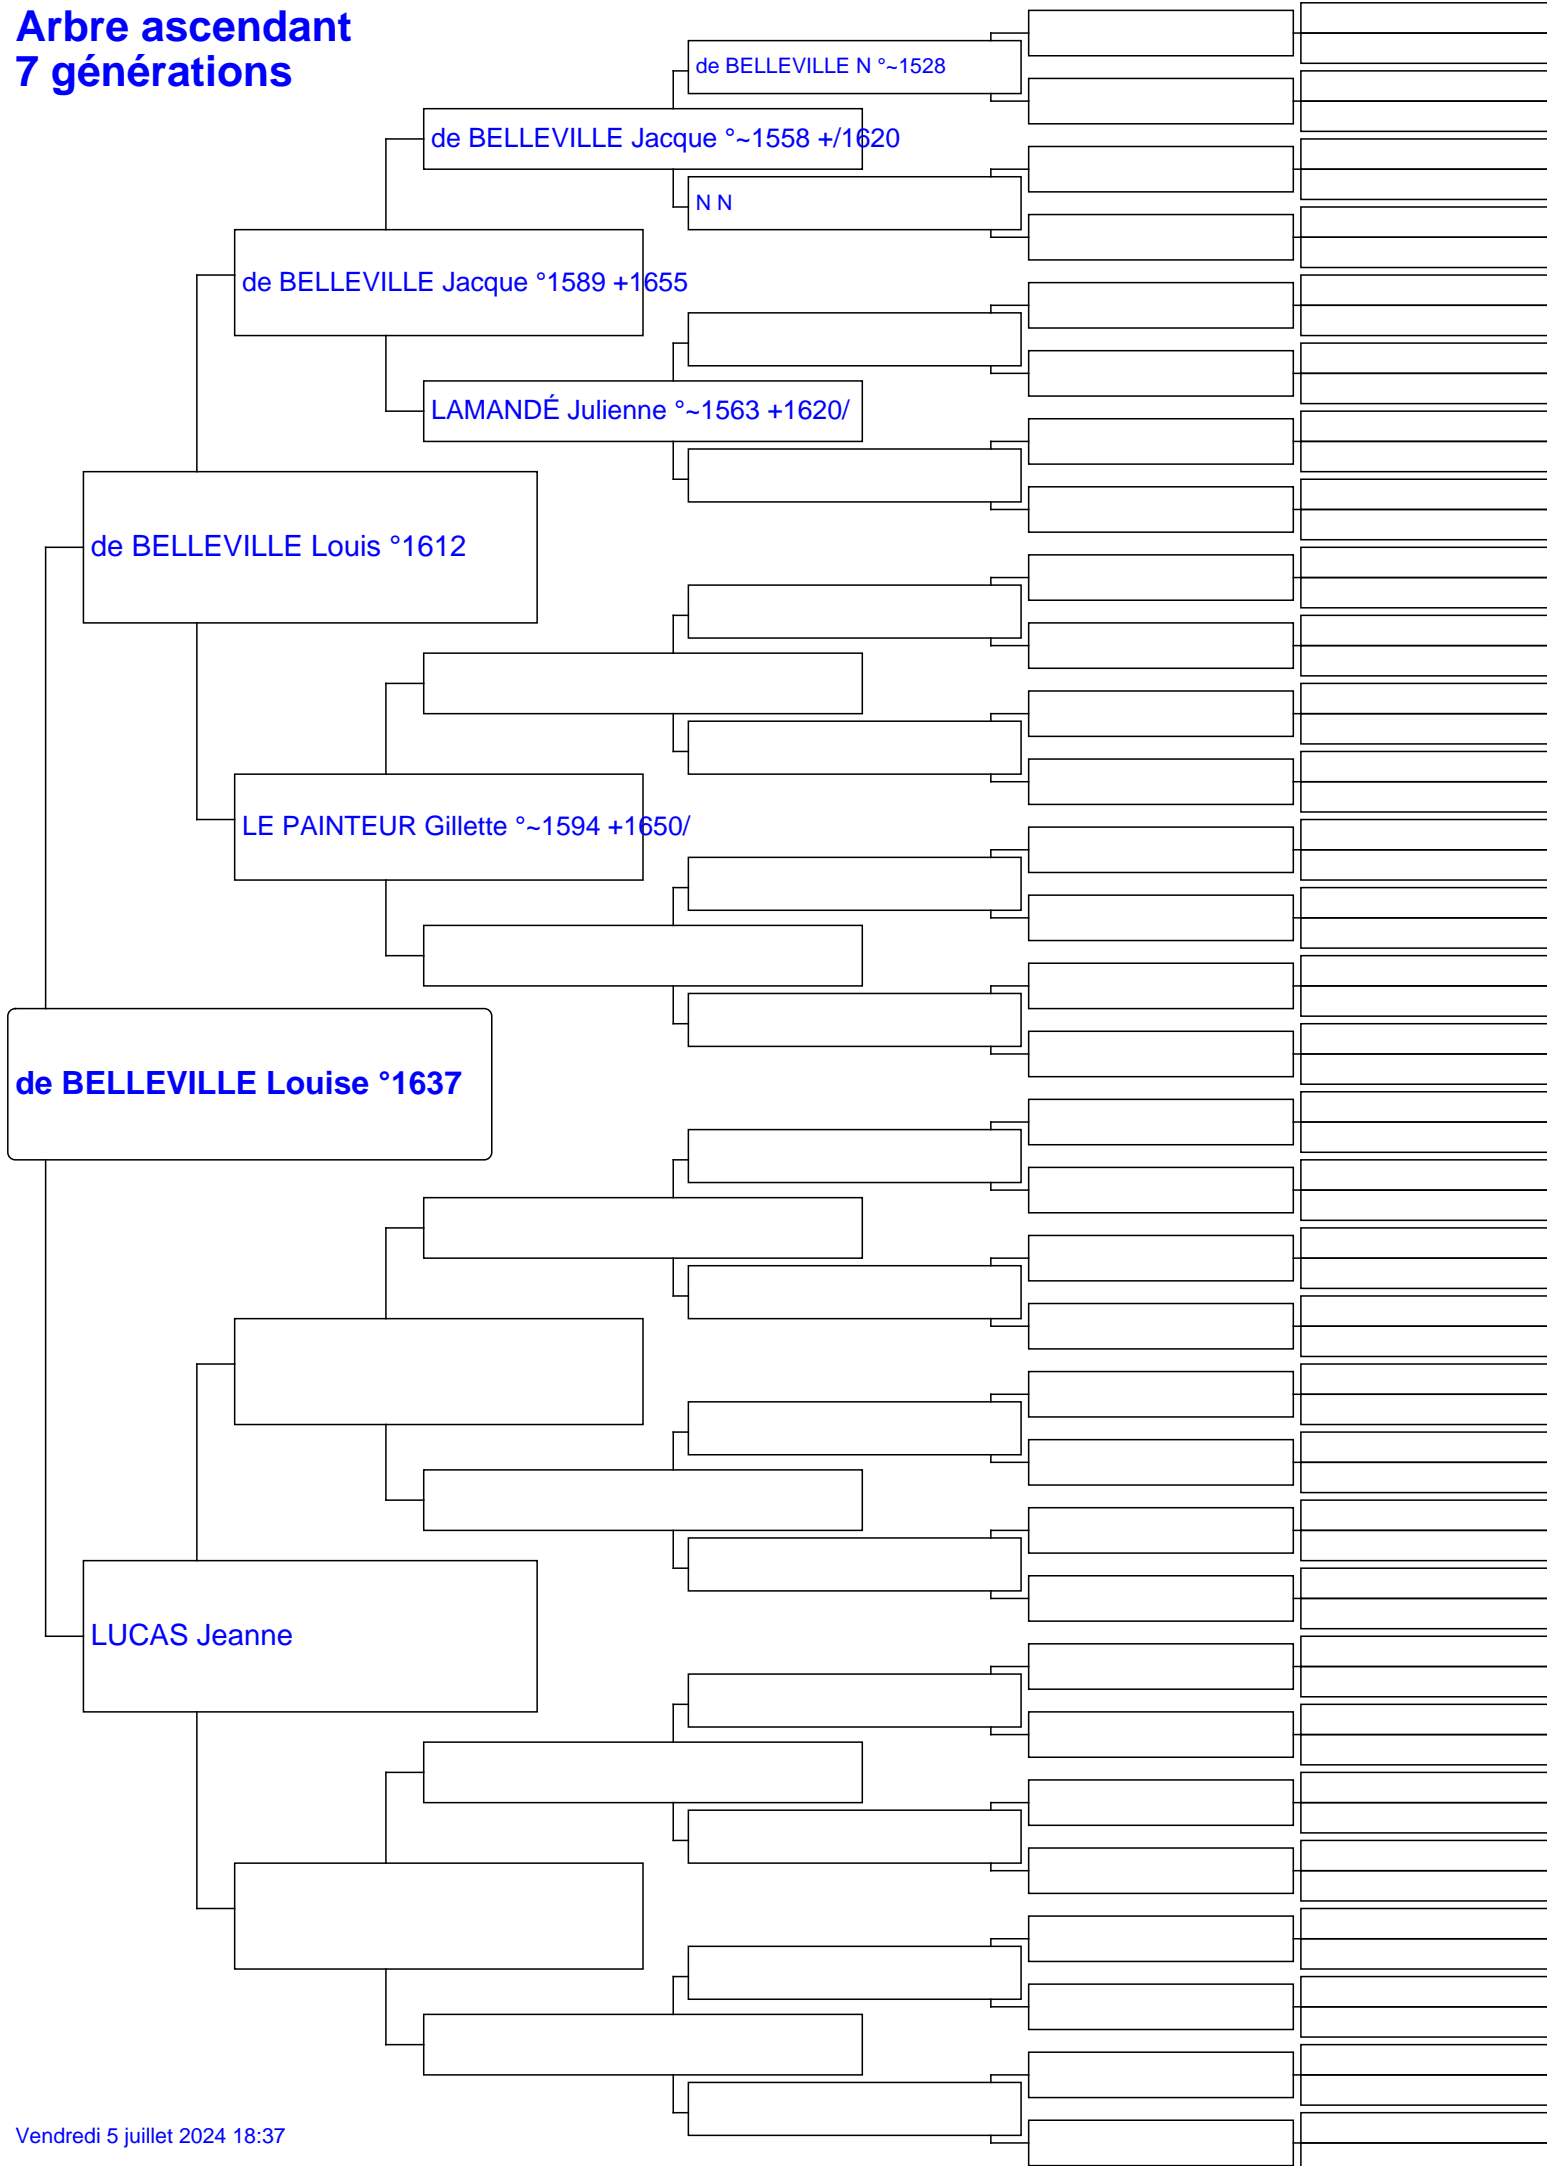 Arbre ascendant
7 générations
de BELLEVILLE N °~1528
de BELLEVILLE Jacque °~1558 +/1620
N N
de BELLEVILLE Jacque °1589 +1655
LAMANDÉ Julienne °~1563 +1620/
de BELLEVILLE Louis °1612
LE PAINTEUR Gillette °~1594 +1650/
de BELLEVILLE Louise °1637
LUCAS Jeanne
Vendredi 5 juillet 2024 18:37